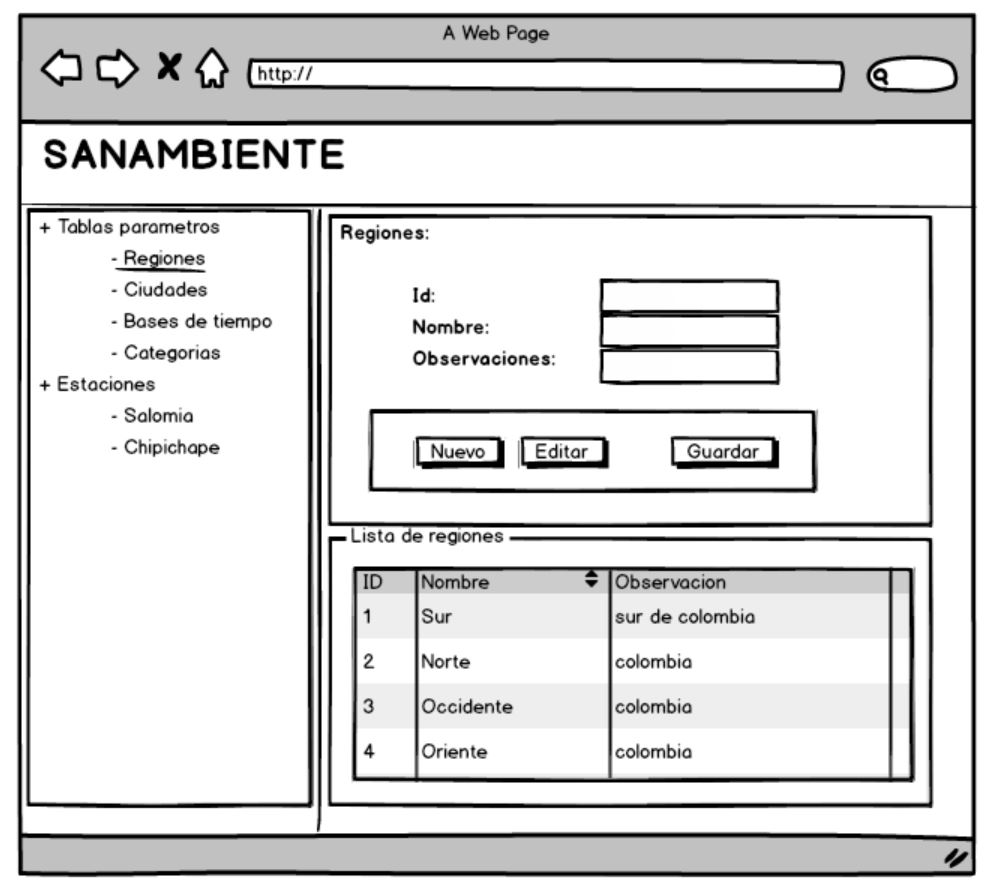 A Web Page
http://
SANAMBIENTE
+ Tablas parametros
- Regiones
- Ciudades
- Bases de tiempo
- Categorias
+ Estaciones
- Salomia
- Chipichape
Regiones:
Id:
Nombre:
Observaciones:
Nuevo Editar Guardar
Lista de regiones
ID Nombre Observacion
1 Sur sur de colombia
2 Norte colombia
3 Occidente colombia
4 Oriente colombia